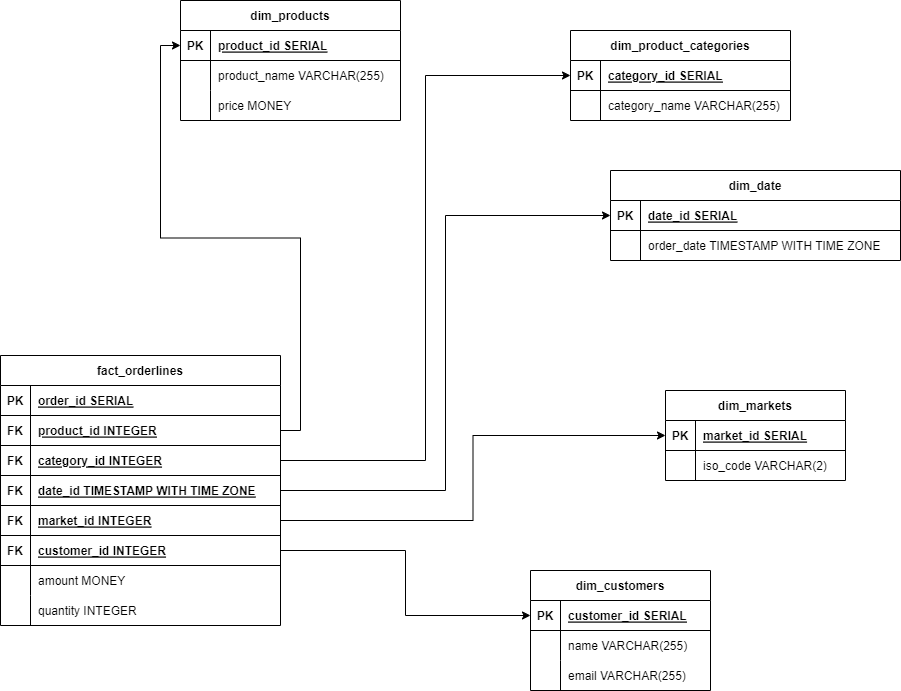 dim_products
PK product_id SERIAL
product_name VARCHAR(255)
price MONEY
dim_product_categories
PK category_id SERIAL
category_name VARCHAR(255)
dim_date
PK date_id SERIAL
order_date TIMESTAMP WITH TIME ZONE
fact_orderlines
PK order_id SERIAL
FK product_id INTEGER
FK category_id INTEGER
FK date_id TIMESTAMP WITH TIME ZONE
FK market_id INTEGER
FK customer_id INTEGER
amount MONEY
quantity INTEGER
dim_markets
PK market_id SERIAL
iso_code VARCHAR(2)
dim_customers
PK customer_id SERIAL
name VARCHAR(255)
email VARCHAR(255)